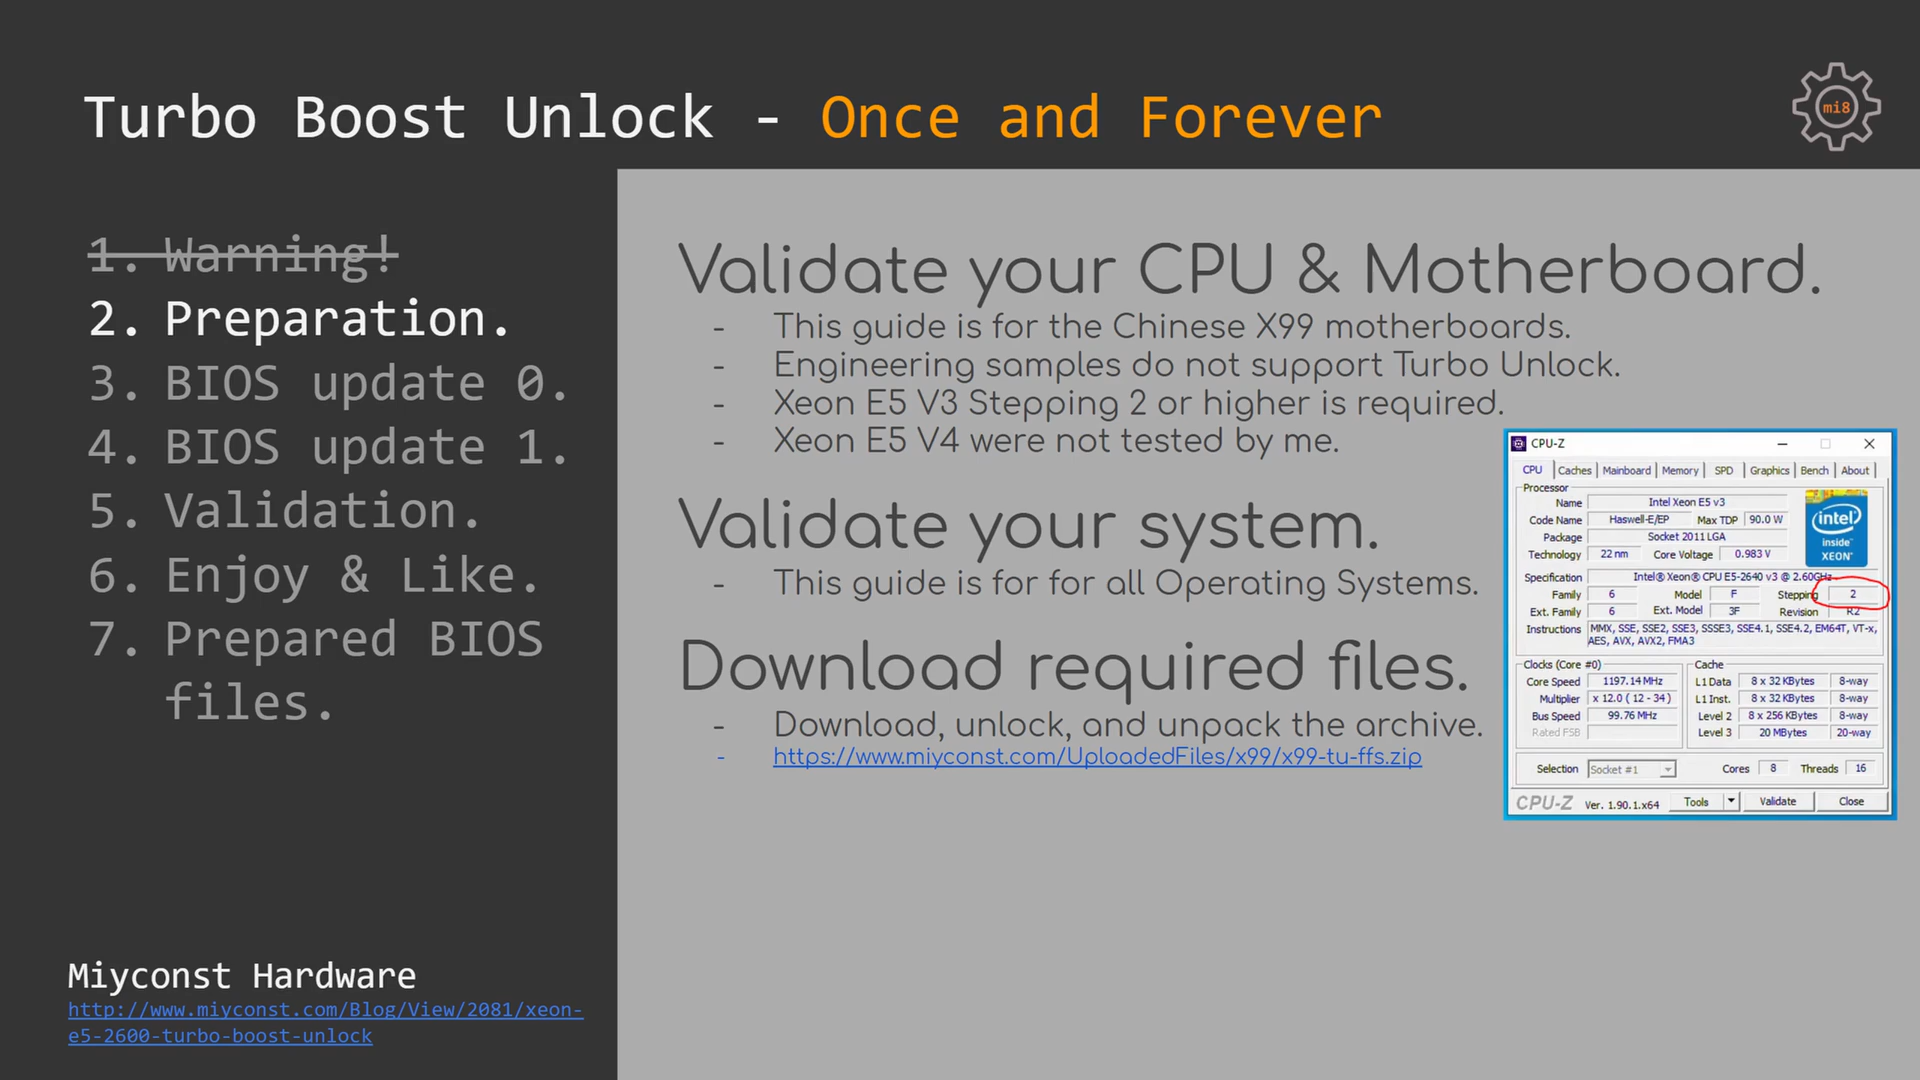 Turbo Boost Unlock - Once and Forever
mi8
1. Warning!
2. Preparation.
3. BIOS update 0.
4. BIOS update 1.
5. Validation.
6. Enjoy & Like.
7. Prepared BIOS
files.
Miyconst Hardware
http://www.miyconst.com/Blog/View/2081/xeon-
e5-2600-turbo-boost-unlock
Validate your CPU & Motherboard.
- This guide is for the Chinese X99 motherboards.
- Engineering samples do not support Turbo Unlock.
- Xeon E5 V3 Stepping 2 or higher is required.
- Xeon E5 V4 were not tested by me.
Validate your system.
- This guide is for for all Operating Systems.
Download required files.
- Download, unlock, and unpack the archive.
- https://www.miyconst.com/UploadedFiles/x99/x99-tu-ffs.zip
CPU-Z
CPU Caches Mainboard Memory SPD Graphics Bench About
Processor
Name Intel Xeon E5 v3
Code Name Haswell-E/EP Max TDP 90.0 W
Package Socket 2011 LGA
Technology 22 nm Core Voltage 0.983 V
intel
inside™
XEON®
Specification Intel® Xeon® CPU E5-2640 v3 @ 2.60GHz
Family 6 Model F Stepping 2
Ext. Family 6 Ext. Model 3F Revision R2
Instructions MMX, SSE, SSE2, SSE3, SSSE3, SSE4.1, SSE4.2, EM64T, VT-x,
AES, AVX, AVX2, FMA3
Clocks (Core #0)
Core Speed 1197.14 MHz
Multiplier x 12.0 ( 12 - 34 )
Bus Speed 99.76 MHz
Rated FSB
Cache
L1 Data 8 x 32 KBytes 8-way
L1 Inst. 8 x 32 KBytes 8-way
Level 2 8 x 256 KBytes 8-way
Level 3 20 MBytes 20-way
Selection Socket #1 Cores 8 Threads 16
CPU-Z Ver. 1.90.1.x64 Tools Validate Close